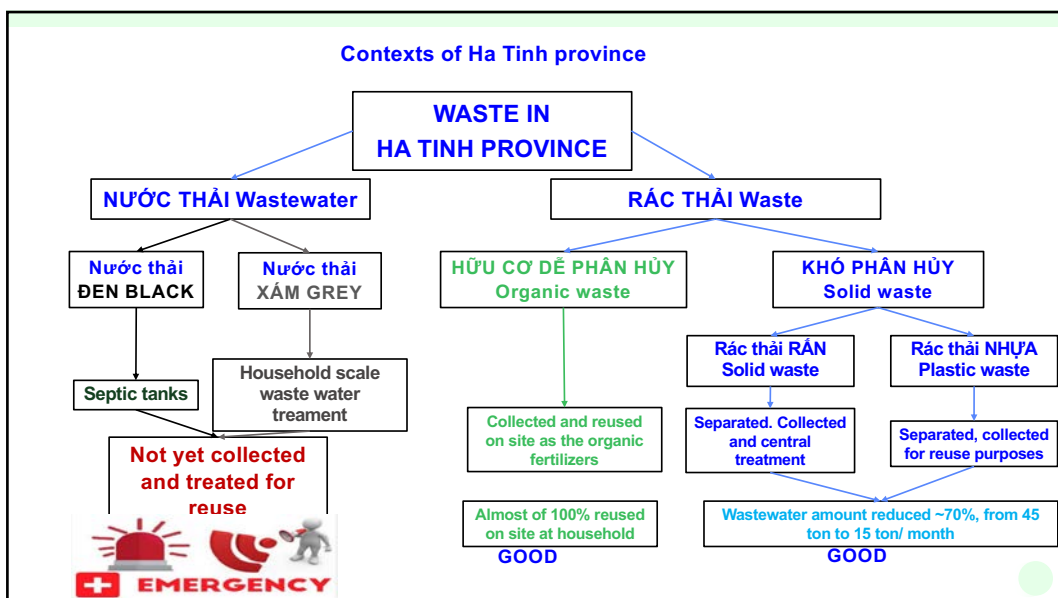 Contexts of Ha Tinh province
WASTE IN
HA TINH PROVINCE
NƯỚC THẢI Wastewater
RÁC THẢI Waste
Nước thải
ĐEN BLACK
Nước thải
XÁM GREY
HỮU CƠ DỄ PHÂN HỦY
Organic waste
KHÓ PHÂN HỦY
Solid waste
Rác thải RẮN
Solid waste
Rác thải NHỰA
Plastic waste
Septic tanks
Household scale
waste water
treament
Collected and reused
on site as the organic
fertilizers
Separated. Collected
and central
treatment
Separated, collected
for reuse purposes
Not yet collected
and treated for
reuse
Almost of 100% reused
on site at household
GOOD
Wastewater amount reduced ~70%, from 45
ton to 15 ton/ month
GOOD
EMERGENCY